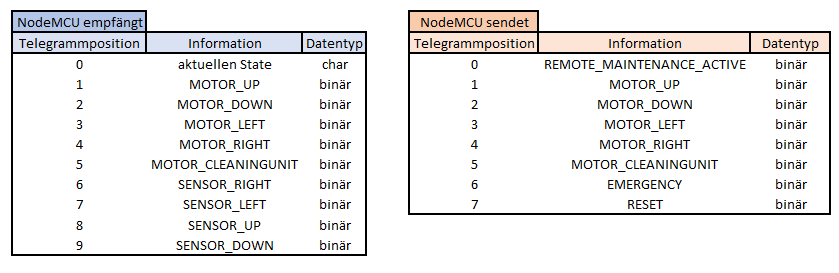 NodeMCU empfängt
Telegrammposition Information Datentyp
0 aktuellen State char
1 MOTOR_UP binär
2 MOTOR_DOWN binär
3 MOTOR_LEFT binär
4 MOTOR_RIGHT binär
5 MOTOR_CLEANINGUNIT binär
6 SENSOR_RIGHT binär
7 SENSOR_LEFT binär
8 SENSOR_UP binär
9 SENSOR_DOWN binär
NodeMCU sendet
Telegrammposition Information Datentyp
0 REMOTE_MAINTENANCE_ACTIVE binär
1 MOTOR_UP binär
2 MOTOR_DOWN binär
3 MOTOR_LEFT binär
4 MOTOR_RIGHT binär
5 MOTOR_CLEANINGUNIT binär
6 EMERGENCY binär
7 RESET binär